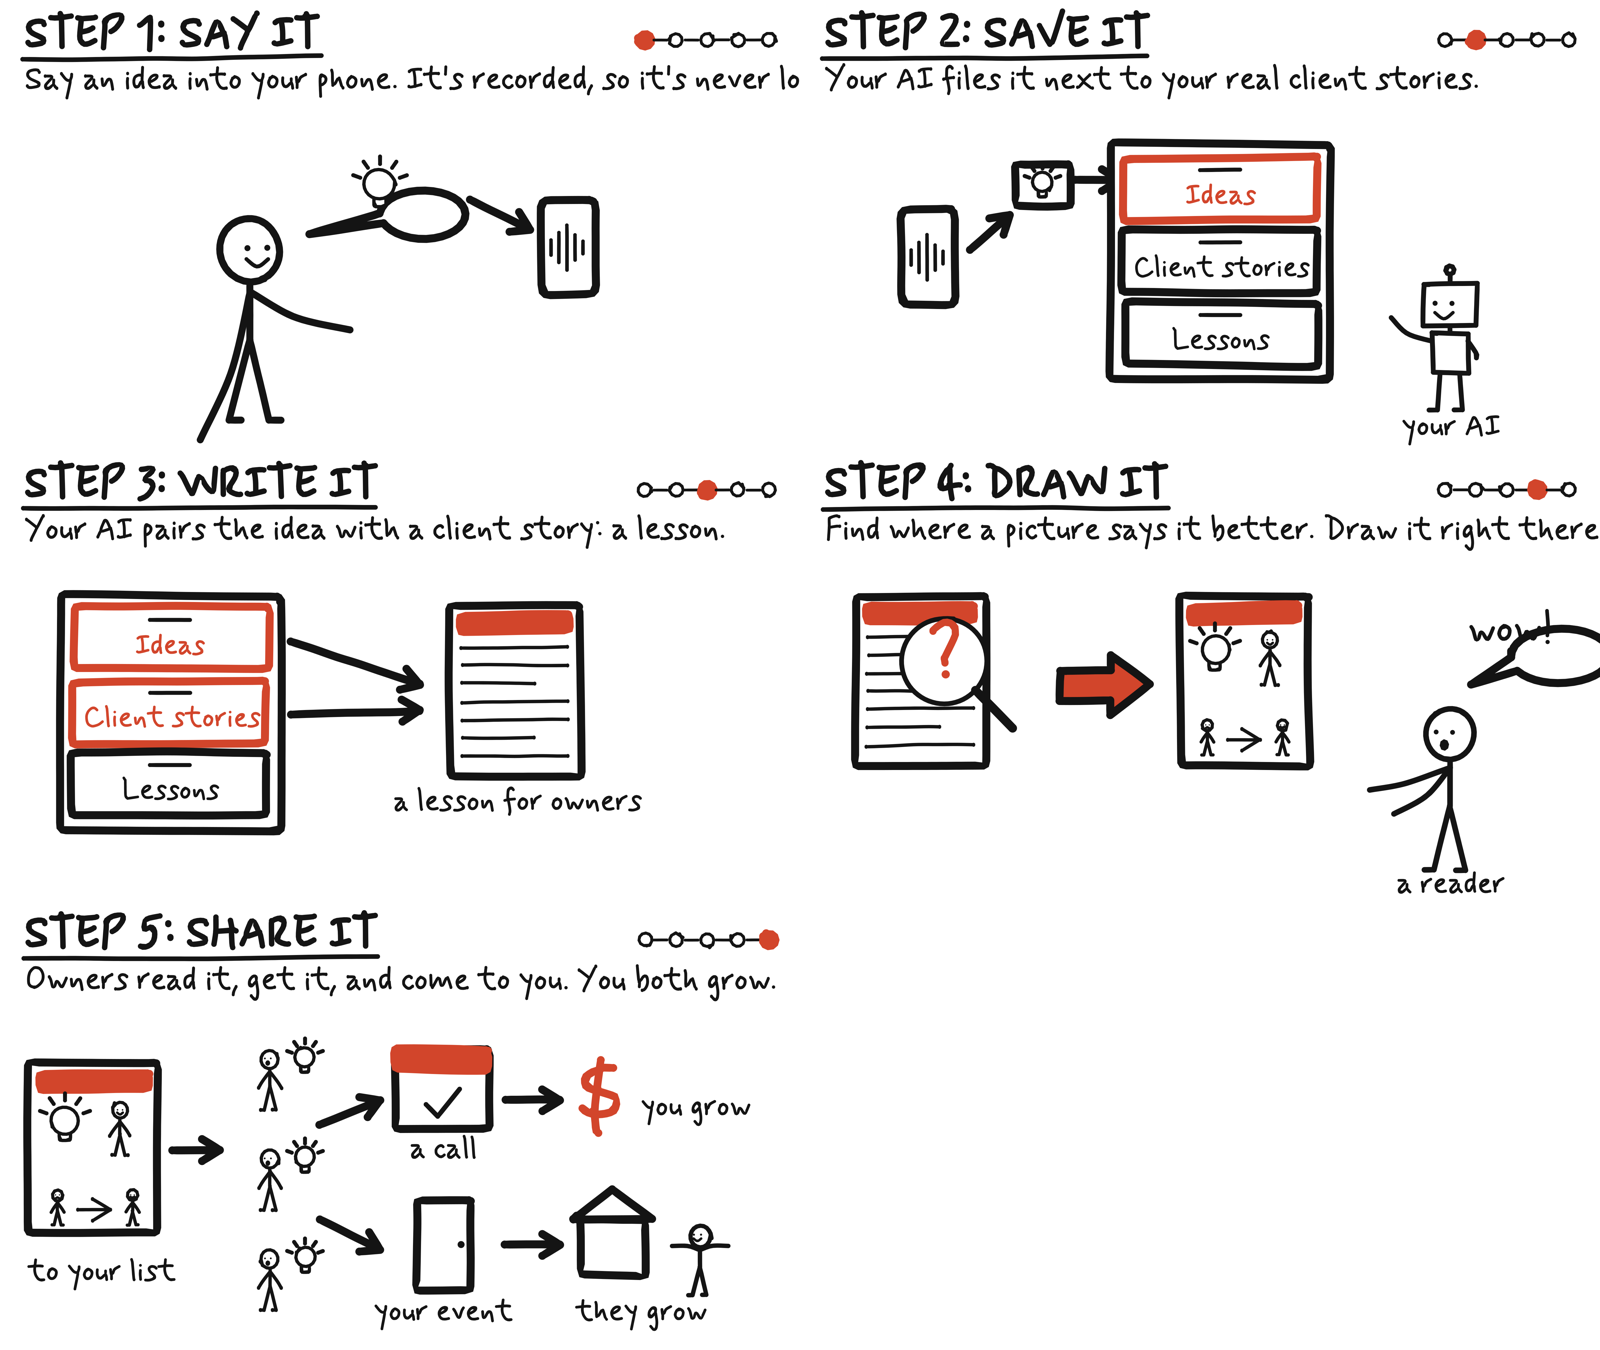 STEP 1: SAY IT
Say an idea into your phone. It's recorded, so it's never lo
STEP 2: SAVE IT
Your AI files it next to your real client stories.
Ideas
Client stories
Lessons
your AI
STEP 3: WRITE IT
Your AI pairs the idea with a client story: a lesson.
Ideas
Client stories
Lessons
a lesson for owners
STEP 4: DRAW IT
Find where a picture says it better. Draw it right there
?
wow!
a reader
STEP 5: SHARE IT
Owners read it, get it, and come to you. You both grow.
to your list
a call
$
you grow
your event
they grow